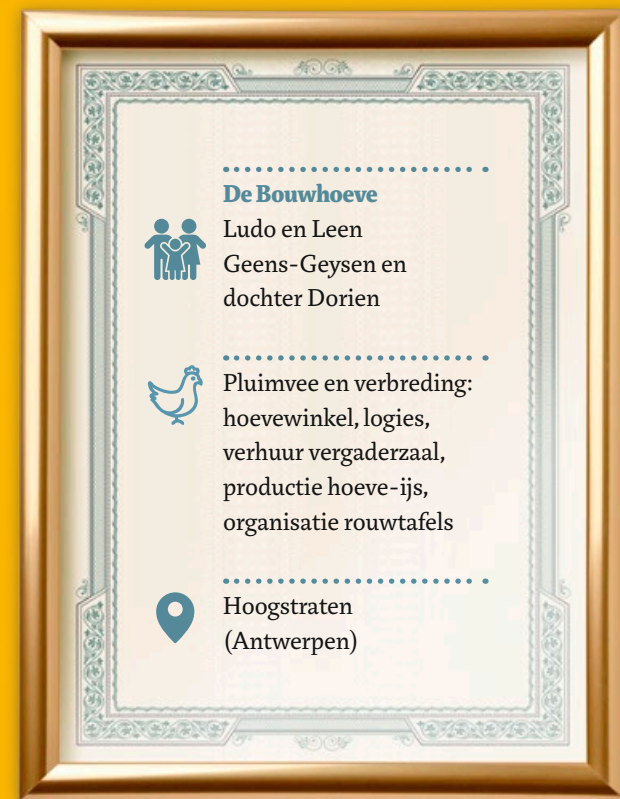 De Bouwhoeve
Ludo en Leen
Geens-Geysen en
dochter Dorien
Pluimvee en verbreding:
hoevewinkel, logies,
verhuur vergaderzaal,
productie hoeve-ijs,
organisatie rouwtafels
Hoogstraten
(Antwerpen)